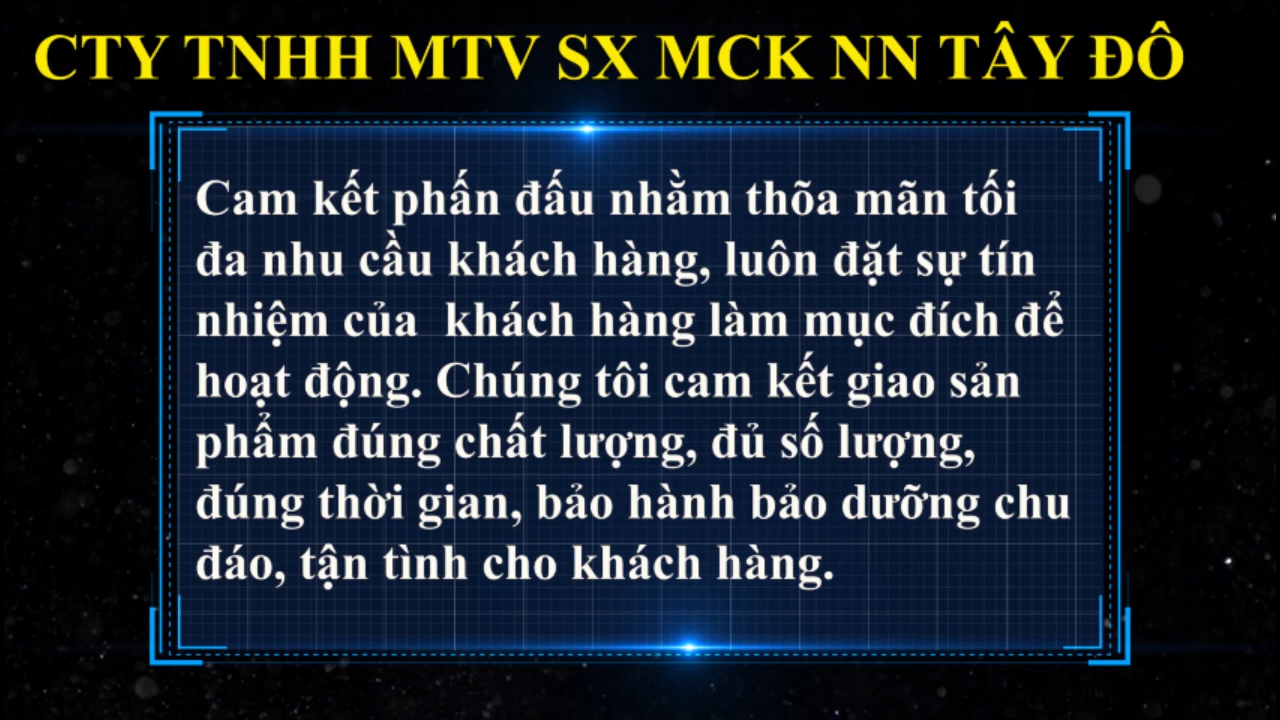 CTY TNHH MTV SX MCK NN TÂY ĐÔ
Cam kết phấn đấu nhằm thõa mãn tối
đa nhu cầu khách hàng, luôn đặt sự tín
nhiệm của  khách hàng làm mục đích để
hoạt động. Chúng tôi cam kết giao sản
phẩm đúng chất lượng, đủ số lượng,
đúng thời gian, bảo hành bảo dưỡng chu
đáo, tận tình cho khách hàng.